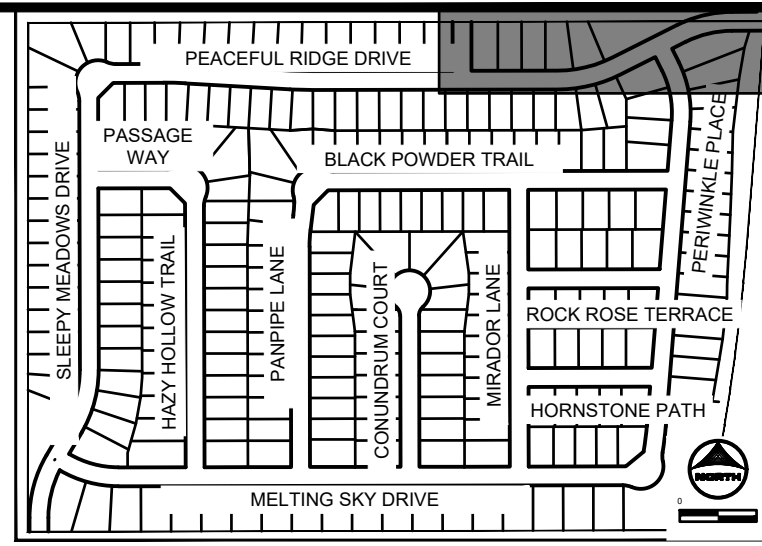 PEACEFUL RIDGE DRIVE
PASSAGE
WAY
BLACK POWDER TRAIL
SLEEPY MEADOWS DRIVE
HAZY HOLLOW TRAIL
PANPIPE LANE
CONUNDRUM COURT
MIRADOR LANE
PERIWINKLE PLACE
ROCK ROSE TERRACE
HORNSTONE PATH
MELTING SKY DRIVE
NORTH
0